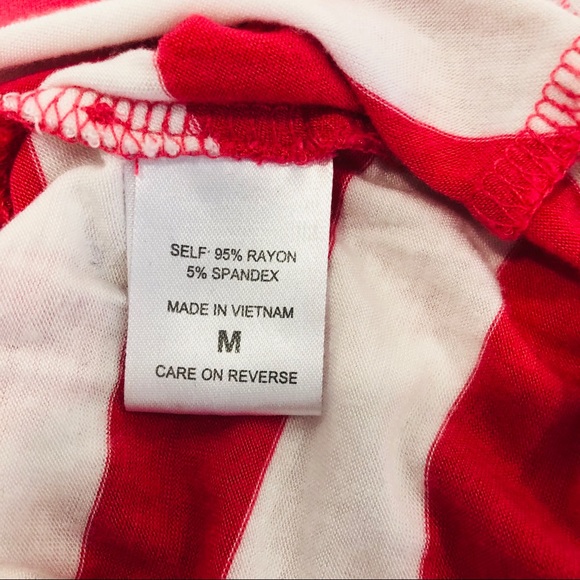 SELF: 95% RAYON
5% SPANDEX
MADE IN VIETNAM
M
CARE ON REVERSE